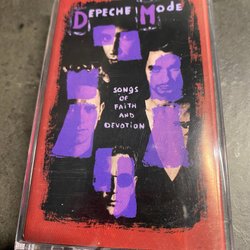 DEPECHE MODE
SONGS
OF
FAITH
AND
DEVOTION